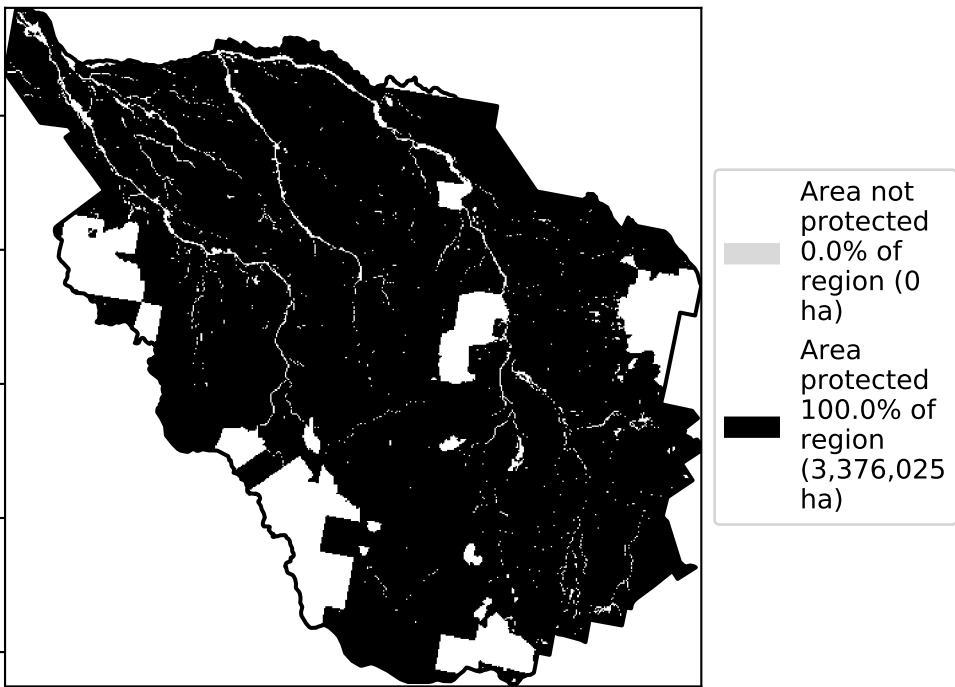 Area not
protected
0.0% of
region (0
ha)
Area
protected
100.0% of
region
(3,376,025
ha)